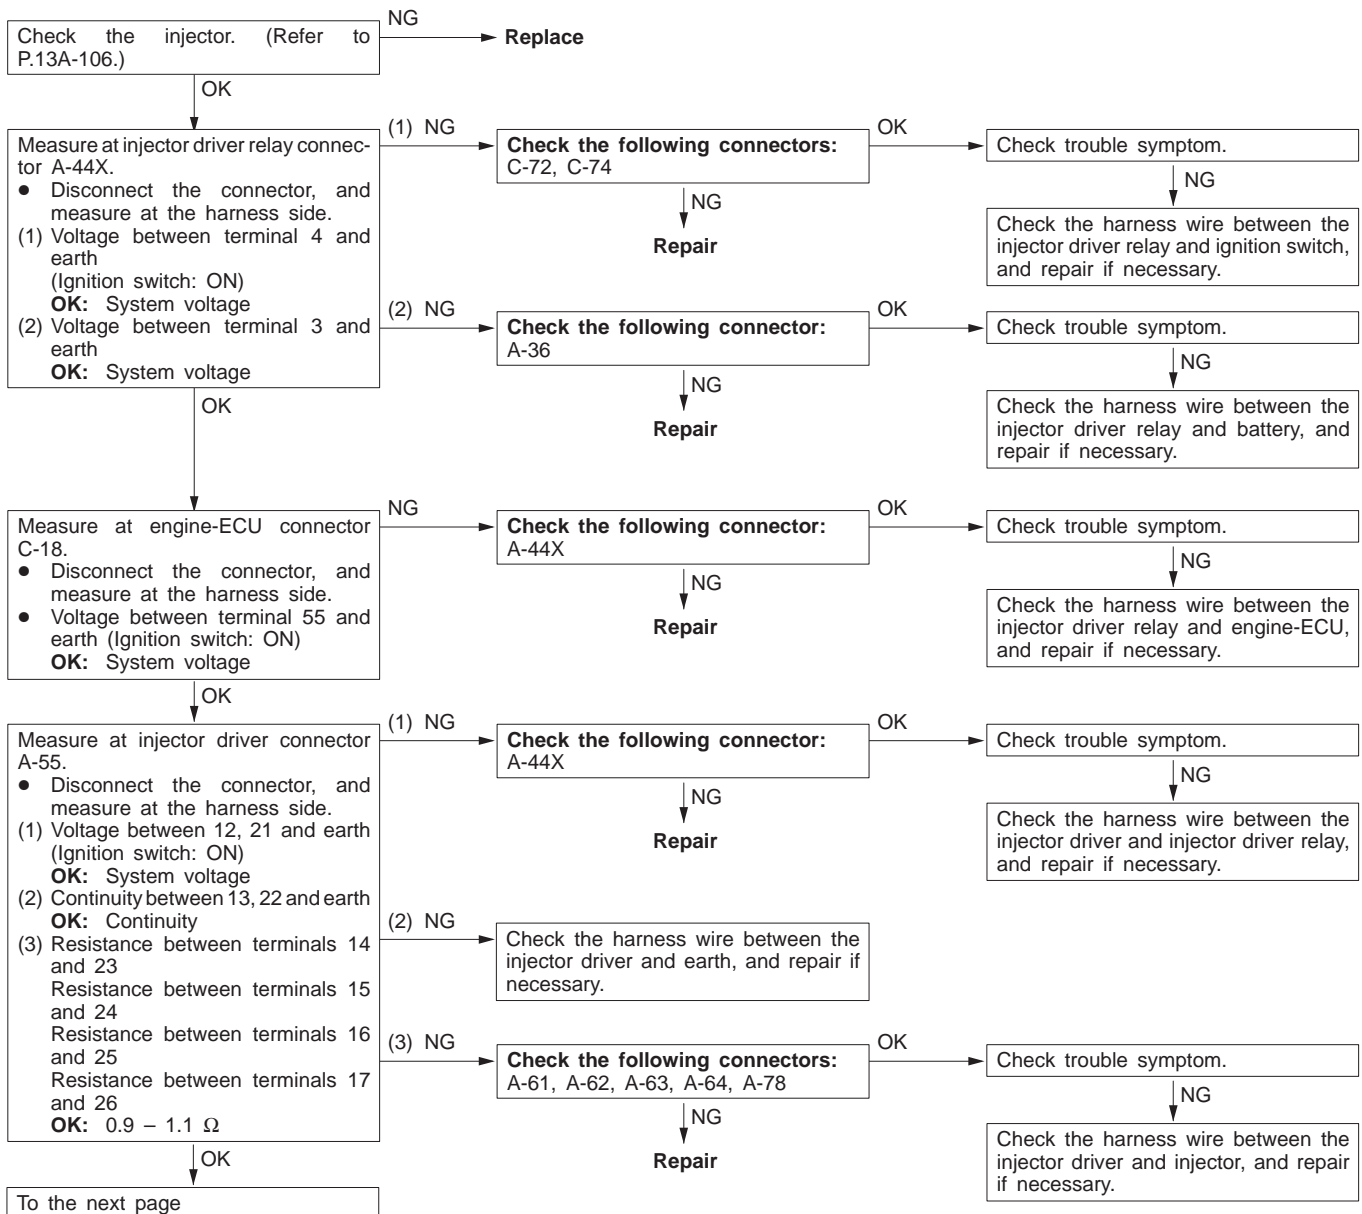 NG
Check the injector. (Refer to
P.13A-106.)
Replace
OK
Measure at injector driver relay connec-
tor A-44X.
● Disconnect the connector, and
measure at the harness side.
(1) Voltage between terminal 4 and
earth
(Ignition switch: ON)
OK: System voltage
(2) Voltage between terminal 3 and
earth
OK: System voltage
(1) NG
Check the following connectors:
C-72, C-74
OK
Check trouble symptom.
NG
Repair
NG
Check the harness wire between the
injector driver relay and ignition switch,
and repair if necessary.
(2) NG
Check the following connector:
A-36
OK
Check trouble symptom.
NG
Repair
NG
Check the harness wire between the
injector driver relay and battery, and
repair if necessary.
OK
Measure at engine-ECU connector
C-18.
● Disconnect the connector, and
measure at the harness side.
● Voltage between terminal 55 and
earth (Ignition switch: ON)
OK: System voltage
NG
Check the following connector:
A-44X
OK
Check trouble symptom.
NG
Repair
NG
Check the harness wire between the
injector driver relay and engine-ECU,
and repair if necessary.
OK
Measure at injector driver connector
A-55.
● Disconnect the connector, and
measure at the harness side.
(1) Voltage between 12, 21 and earth
(Ignition switch: ON)
OK: System voltage
(2) Continuity between 13, 22 and earth
OK: Continuity
(3) Resistance between terminals 14
and 23
Resistance between terminals 15
and 24
Resistance between terminals 16
and 25
Resistance between terminals 17
and 26
OK: 0.9 – 1.1 Ω
(1) NG
Check the following connector:
A-44X
OK
Check trouble symptom.
NG
Repair
NG
Check the harness wire between the
injector driver and injector driver relay,
and repair if necessary.
(2) NG
Check the harness wire between the
injector driver and earth, and repair if
necessary.
(3) NG
Check the following connectors:
A-61, A-62, A-63, A-64, A-78
OK
Check trouble symptom.
NG
Repair
NG
Check the harness wire between the
injector driver and injector, and repair
if necessary.
OK
To the next page